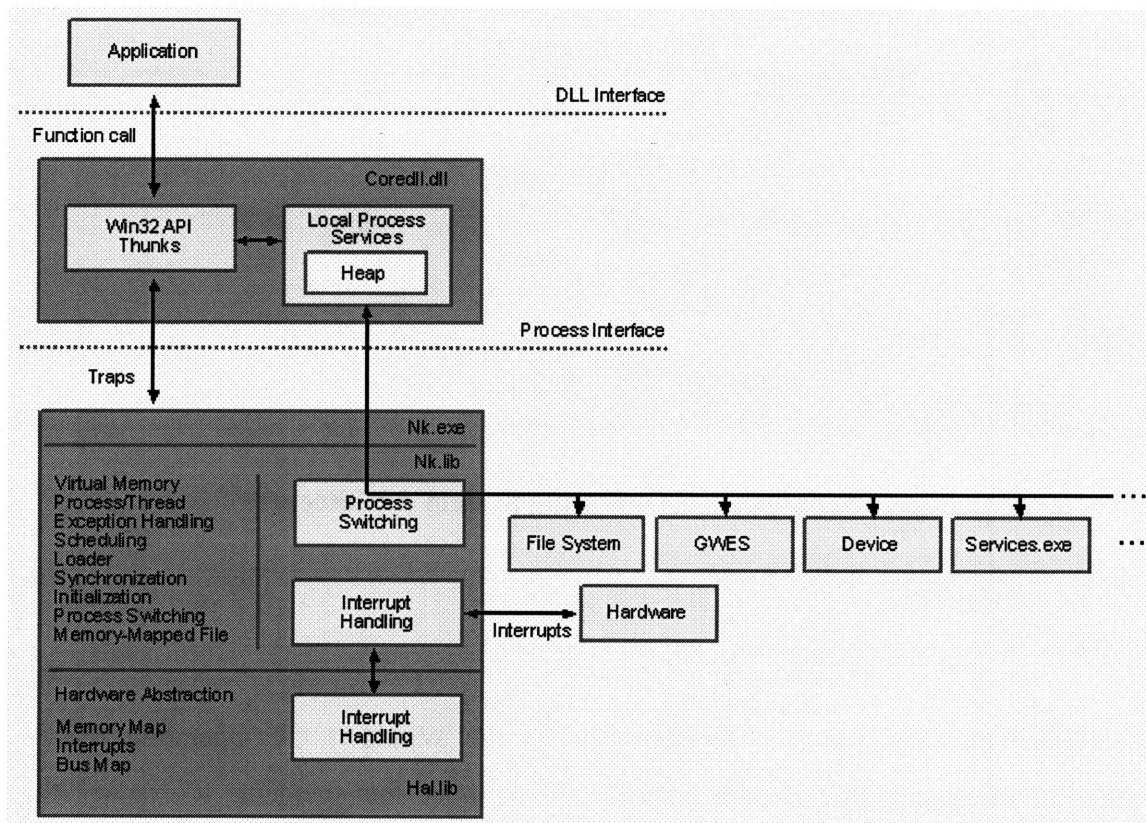 Application
DLL Interface
Function call
Coredll.dll
Win32 API
Thunks
Local Process
Services
Heap
Process Interface
Traps
Nk.exe
Nk.lib
Virtual Memory
Process/Thread
Exception Handling
Scheduling
Loader
Synchronization
Initialization
Process Switching
Memory-Mapped File
Process
Switching
File System
GWES
Device
Services.exe
Interrupt
Handling
Interrupts
Hardware
Hardware Abstraction
Memory Map
Interrupts
Bus Map
Interrupt
Handling
Hal.lib